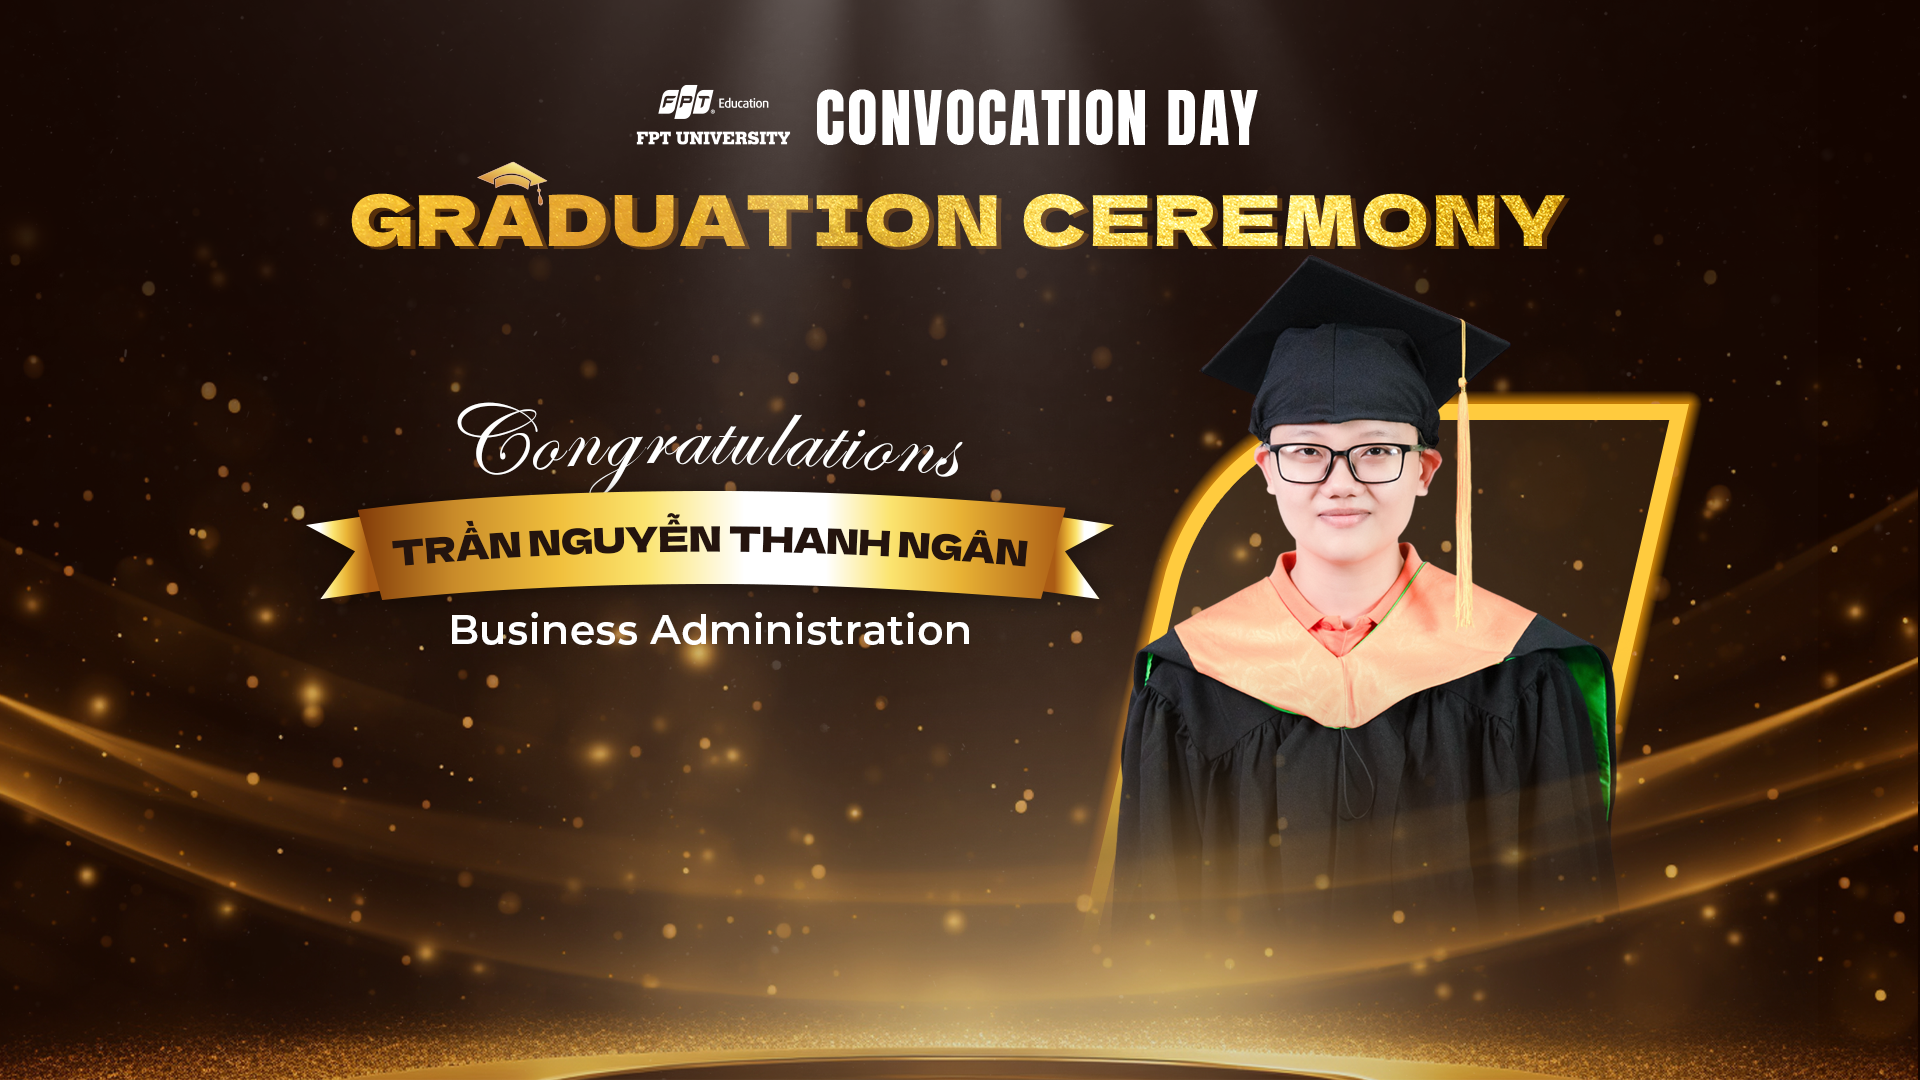 FPT Education
FPT UNIVERSITY
CONVOCATION DAY
GRADUATION CEREMONY
Congratulations
TRẦN NGUYỄN THANH NGÂN
Business Administration